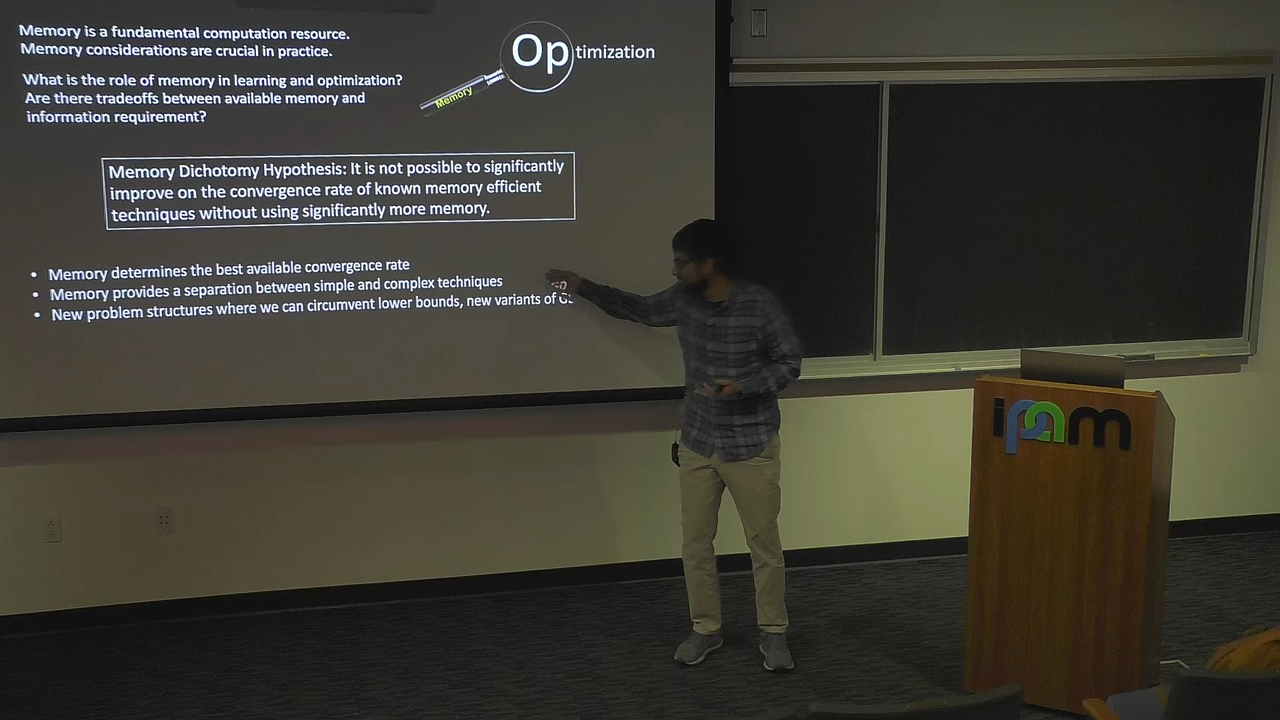 Memory is a fundamental computation resource.
Memory considerations are crucial in practice.
What is the role of memory in learning and optimization?
Are there tradeoffs between available memory and
information requirement?
Optimization
Memory
Memory Dichotomy Hypothesis: It is not possible to significantly
improve on the convergence rate of known memory efficient
techniques without using significantly more memory.
• Memory determines the best available convergence rate
• Memory provides a separation between simple and complex techniques
• New problem structures where we can circumvent lower bounds, new variants of
ipam